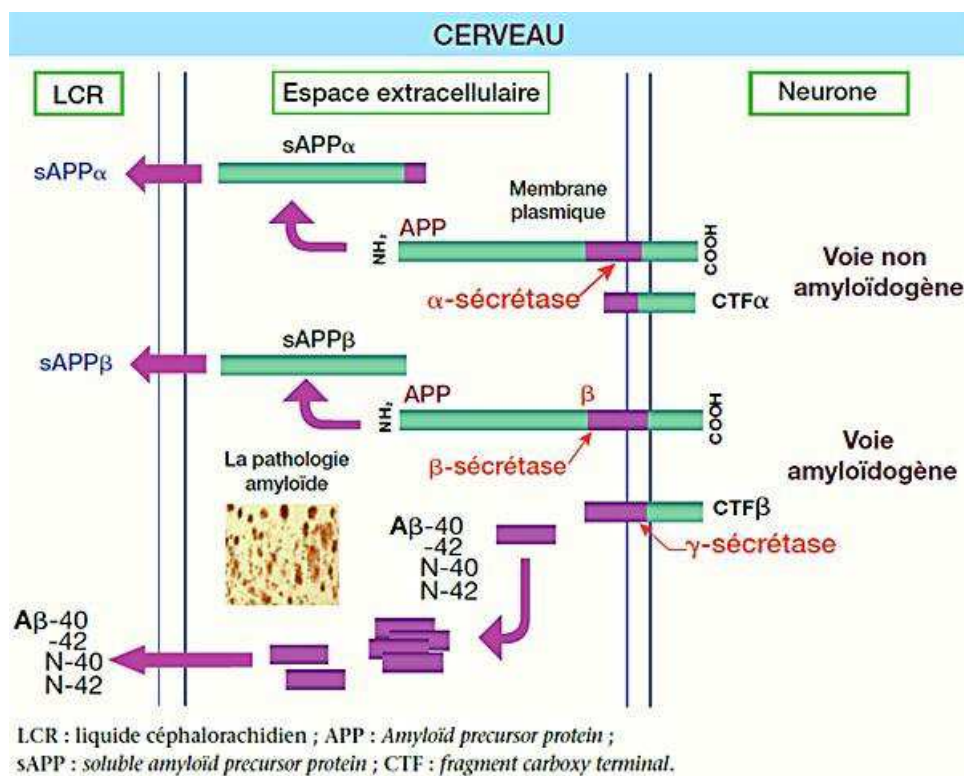 CERVEAU
LCR
Espace extracellulaire
Neurone
sAPPα
sAPPα
Membrane
plasmique
NH₂
APP
COOH
α-sécrétase
CTFα
Voie non
amyloïdogène
sAPPβ
sAPPβ
NH₂
APP
β
COOH
β-sécrétase
Voie
amyloïdogène
La pathologie
amyloïde
CTFβ
γ-sécrétase
Aβ-40
-42
N-40
N-42
Aβ-40
-42
N-40
N-42
LCR : liquide céphalorachidien ; APP : Amyloïd precursor protein ;
sAPP : soluble amyloïd precursor protein ; CTF : fragment carboxy terminal.